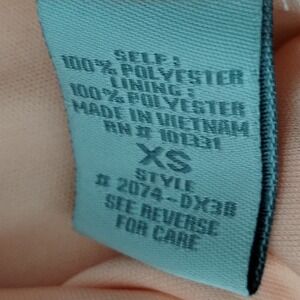 SELF:
100% POLYESTER
LINING:
100% POLYESTER
MADE IN VIETNAM
RN# 101331
XS
STYLE
# 2074-DX38
SEE REVERSE
FOR CARE